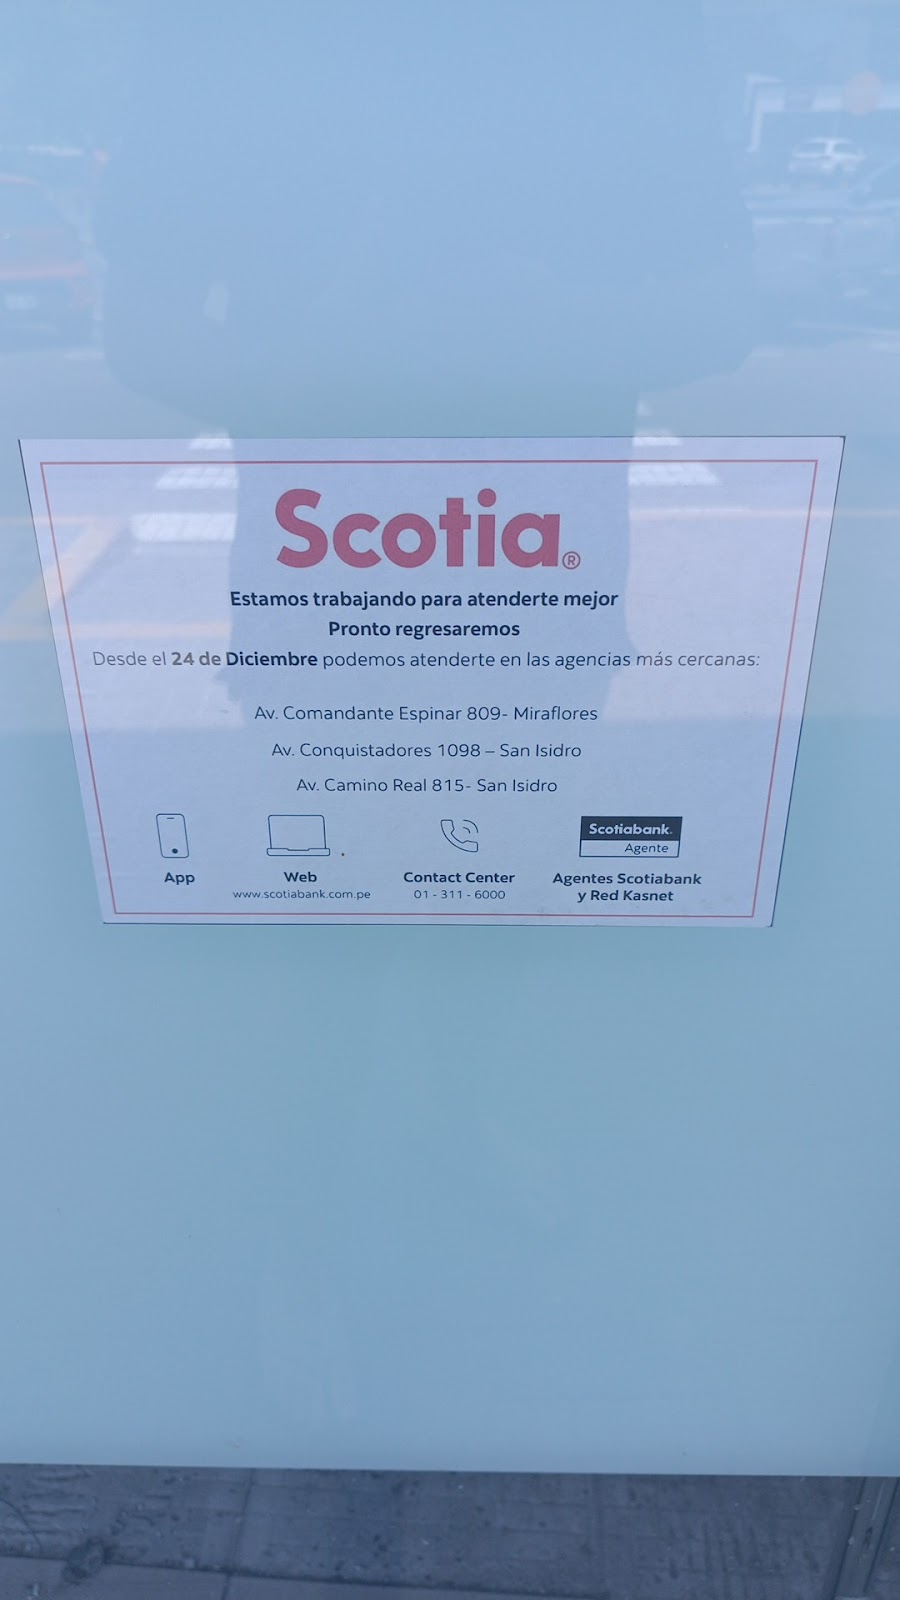 Scotia®
Estamos trabajando para atenderte mejor
Pronto regresaremos
Desde el 24 de Diciembre podemos atenderte en las agencias más cercanas:
Av. Comandante Espinar 809- Miraflores
Av. Conquistadores 1098 – San Isidro
Av. Camino Real 815- San Isidro
Scotiabank.
Agente
App
Web
Contact Center
Agentes Scotiabank
www.scotiabank.com.pe
01 - 311 - 6000
y Red Kasnet